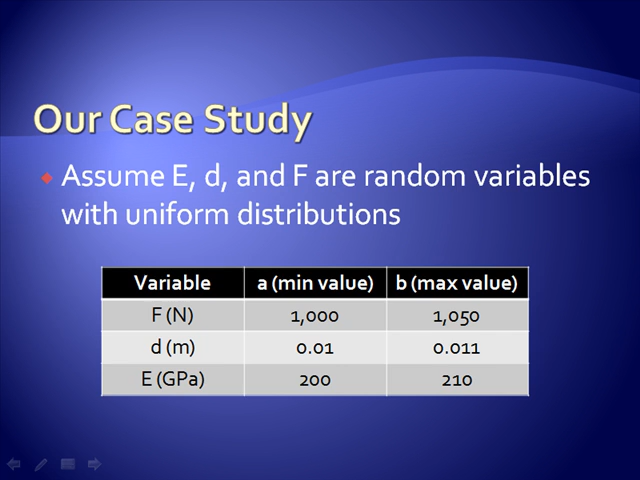 Our Case Study
Assume E, d, and F are random variables
with uniform distributions
Variable a (min value) b (max value)
F (N) 1,000 1,050
d (m) 0.01 0.011
E (GPa) 200 210